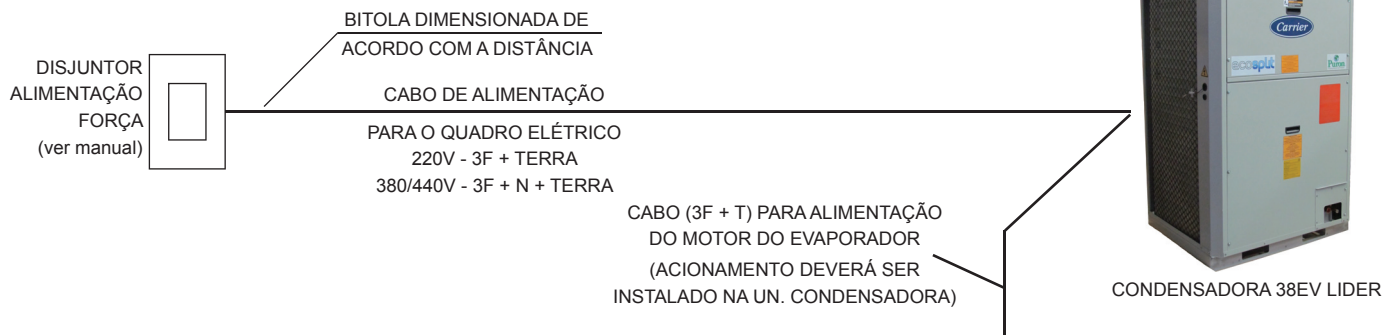 BITOLA DIMENSIONADA DE
ACORDO COM A DISTÂNCIA
DISJUNTOR
ALIMENTAÇÃO
FORÇA
(ver manual)
CABO DE ALIMENTAÇÃO
PARA O QUADRO ELÉTRICO
220V - 3F + TERRA
380/440V - 3F + N + TERRA
CABO (3F + T) PARA ALIMENTAÇÃO
DO MOTOR DO EVAPORADOR
(ACIONAMENTO DEVERÁ SER
INSTALADO NA UN. CONDENSADORA)
Carrier
ecosplit
Puron
CONDENSADORA 38EV LIDER